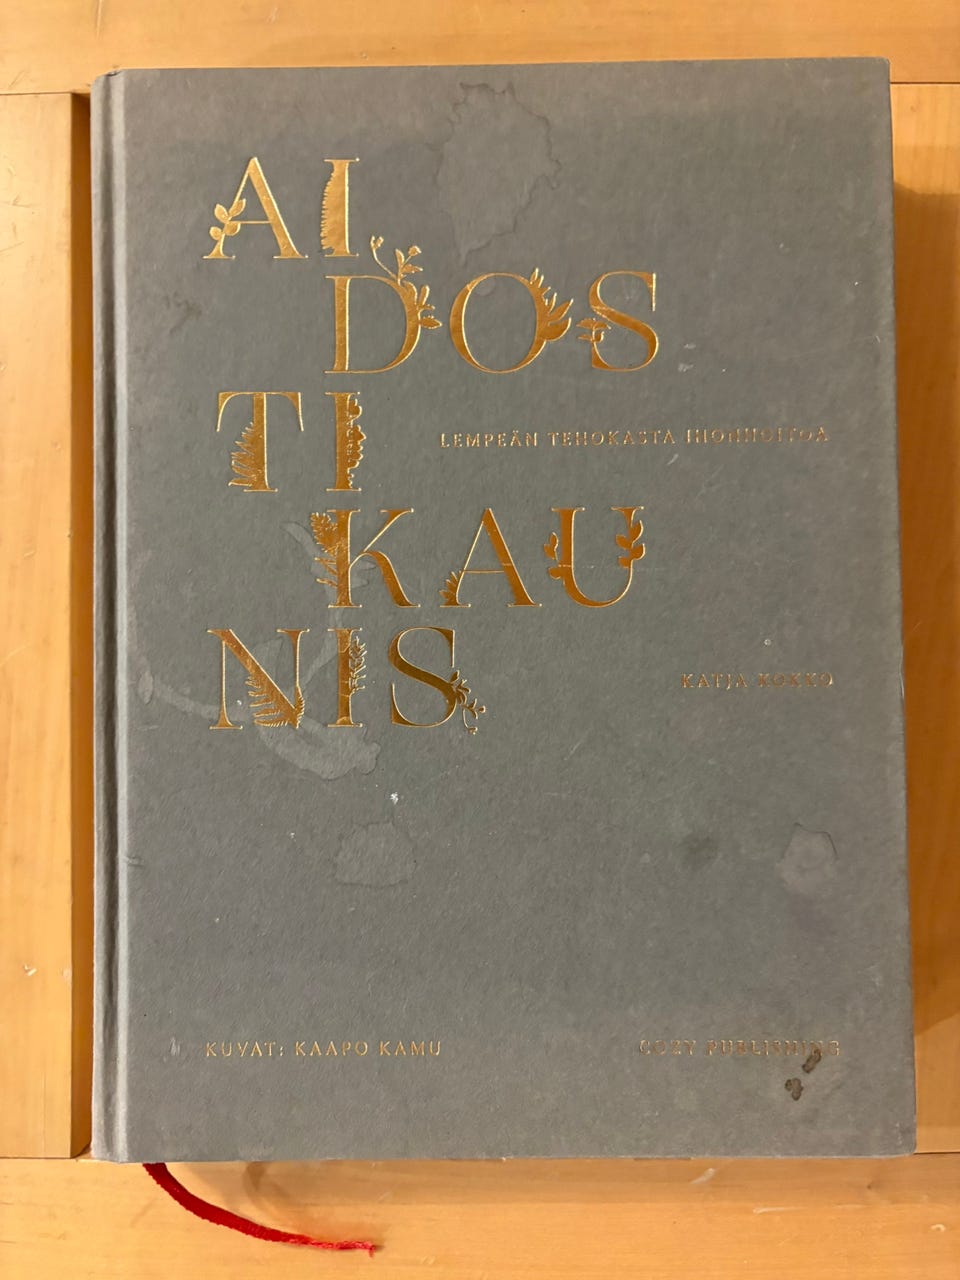 AI
DOS
TI
LEMPEÄN TEHOKASTA IHONHOITOA
KAU
NIS
KATJA KOKKO
KUVAT: KAAPO KAMU
COZY PUBLISHING